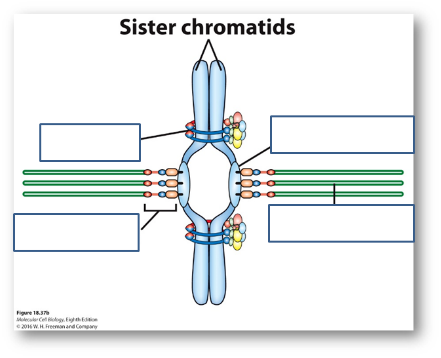 Sister chromatids
Figure 18.37b
Molecular Cell Biology, Eighth Edition
© 2016 W. H. Freeman and Company